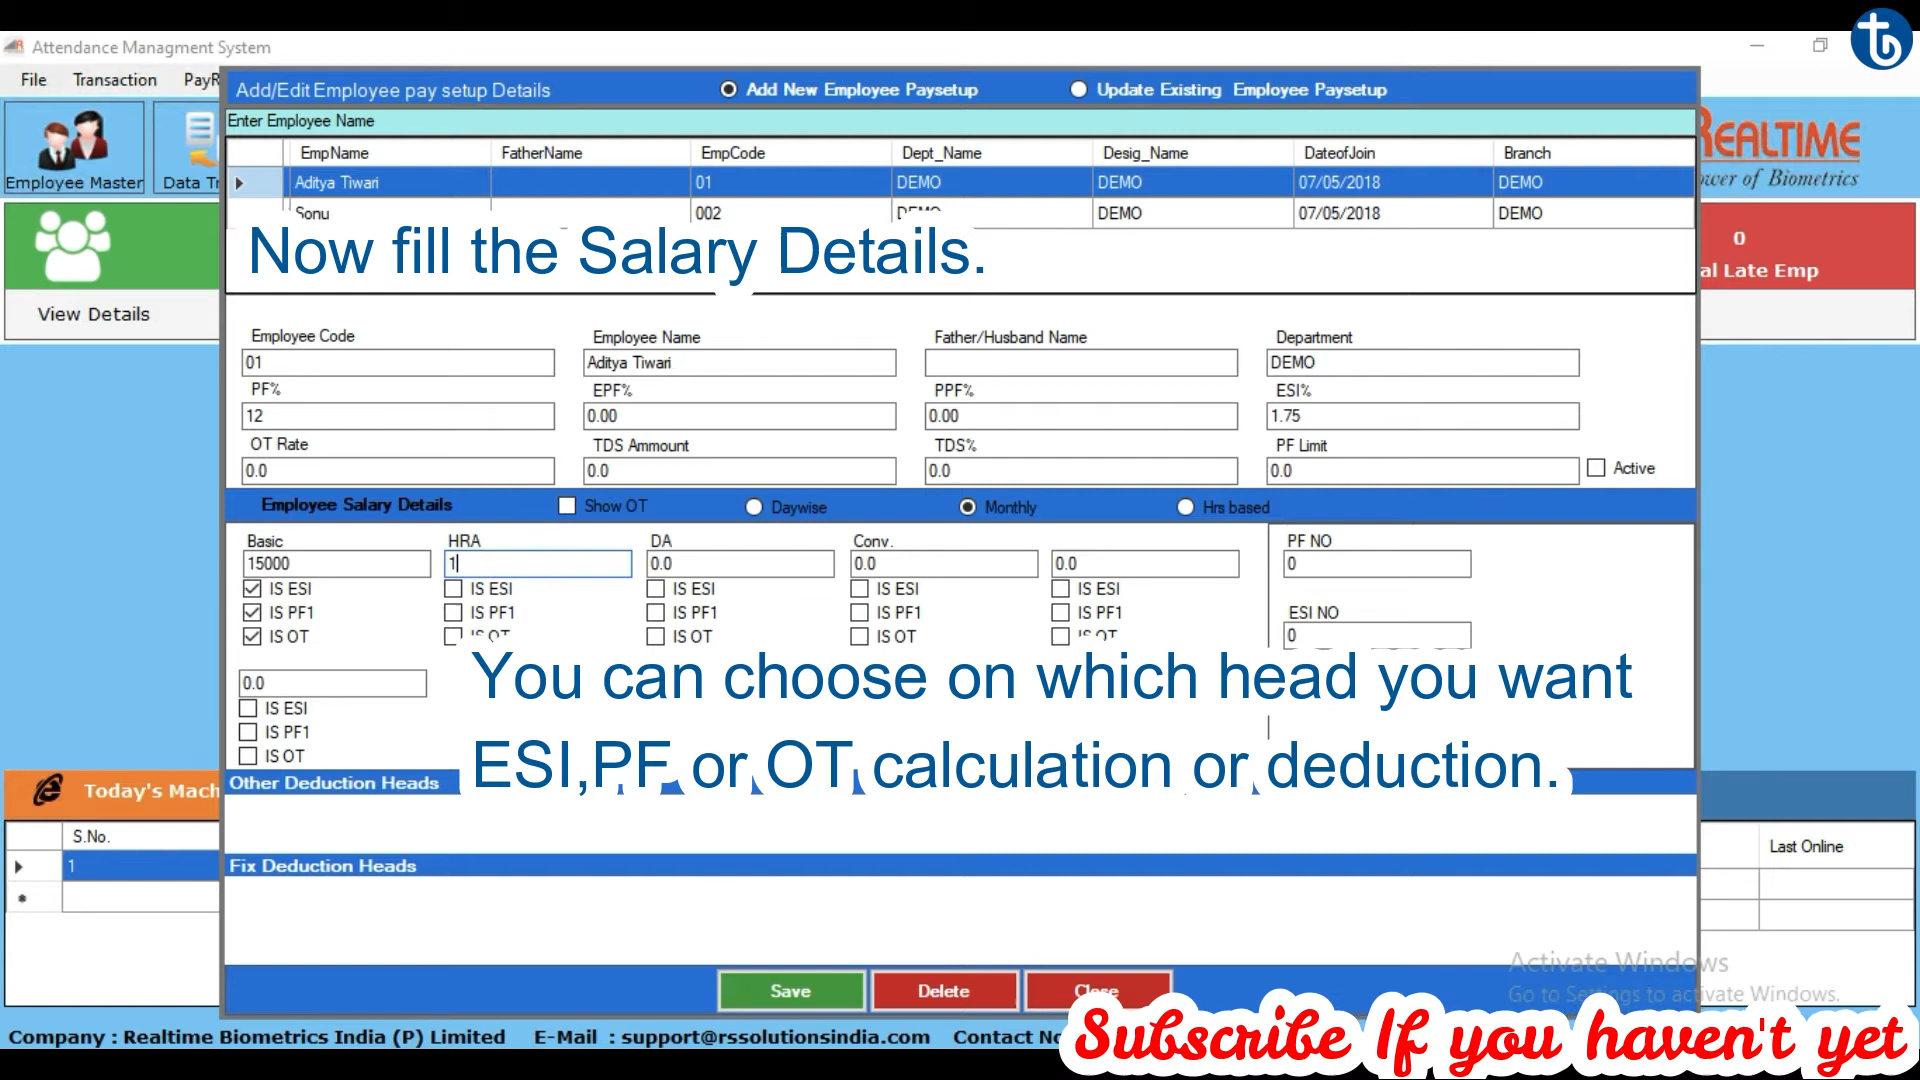 Attendance Managment System
File Transaction PayR
Add/Edit Employee pay setup Details Add New Employee Paysetup Update Existing Employee Paysetup
Enter Employee Name
EmpName FatherName EmpCode Dept_Name Desig_Name DateofJoin Branch
Aditya Tiwari 01 DEMO DEMO 07/05/2018 DEMO
Sonu 002 DEMO 07/05/2018 DEMO
Employee Master Data Tr
REALTIME
ower of Biometrics
Now fill the Salary Details.
0
al Late Emp
View Details
Employee Code Employee Name Father/Husband Name Department
01 Aditya Tiwari DEMO
PF% EPF% PPF% ESI%
12 0.00 0.00 1.75
OT Rate TDS Ammount TDS% PF Limit
0.0 0.0 0.0 0.0 Active
Employee Salary Details Show OT Daywise Monthly Hrs based
Basic HRA DA Conv. PF NO
15000 1 0.0 0.0 0.0 0
IS ESI IS ESI IS ESI IS ESI IS ESI
IS PF1 IS PF1 IS PF1 IS PF1 IS PF1 ESI NO
IS OT IS OT IS OT IS OT IS OT 0
You can choose on which head you want
ESI,PF or OT calculation or deduction.
0.0
IS ESI
IS PF1
IS OT
Other Deduction Heads
Today's Mach
S.No. Last Online
1
Fix Deduction Heads
Save Delete Close
Activate Windows
Go to Settings to activate Windows.
Company : Realtime Biometrics India (P) Limited E-Mail : support@rssolutionsindia.com Contact No
Subscribe If you haven't yet